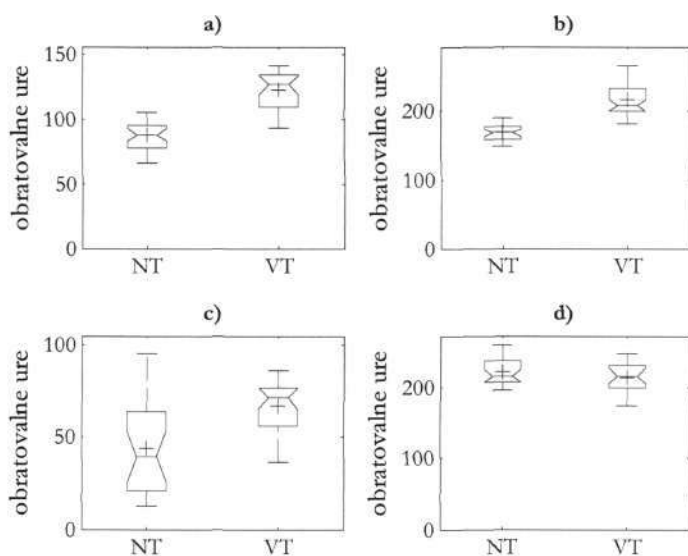 a)
150
100
50
0
obratovalne ure
NT VT
b)
200
100
0
obratovalne ure
NT VT
c)
100
50
0
obratovalne ure
NT VT
d)
200
100
0
obratovalne ure
NT VT